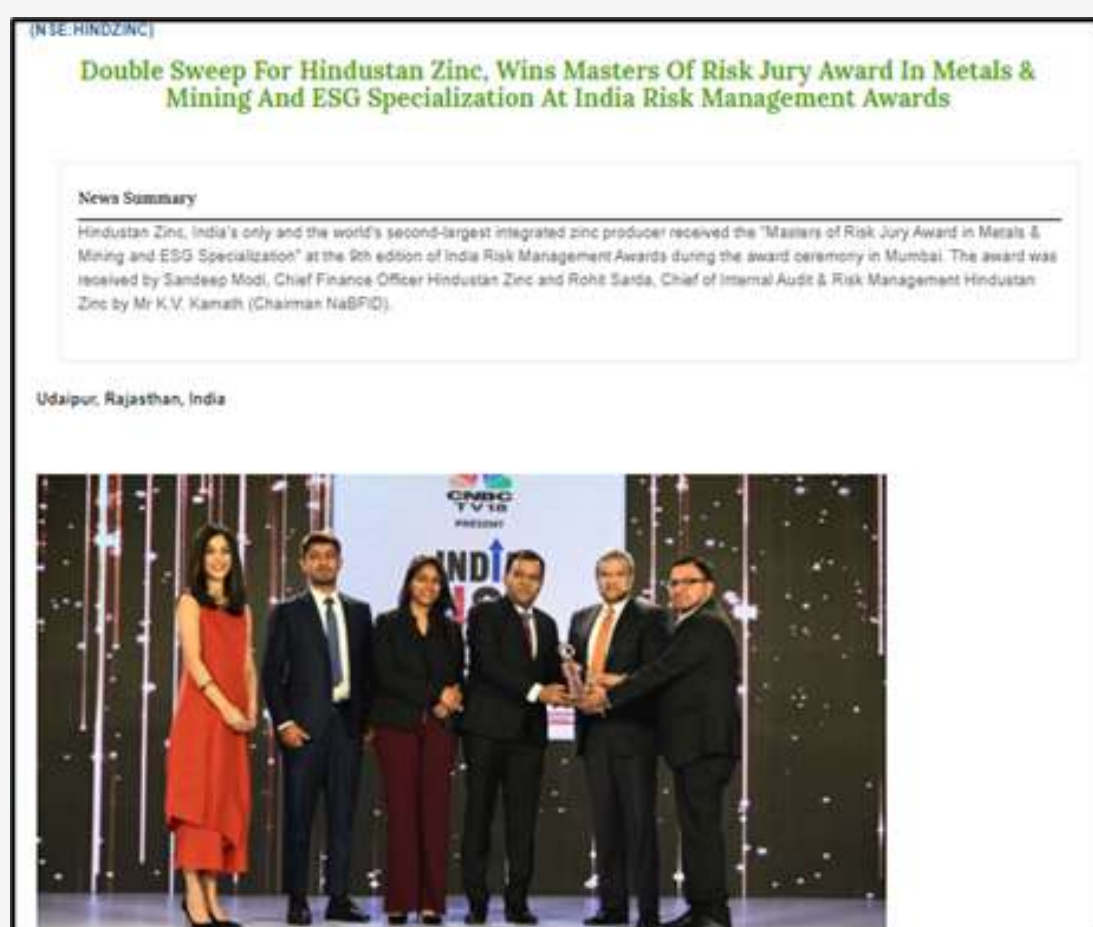 (NSE:HINDZINC)
Double Sweep For Hindustan Zinc, Wins Masters Of Risk Jury Award In Metals &
Mining And ESG Specialization At India Risk Management Awards
News Summary
Hindustan Zinc, India's only and the world's second-largest integrated zinc producer received the "Masters of Risk Jury Award in Metals &
Mining and ESG Specialization" at the 9th edition of India Risk Management Awards during the award ceremony in Mumbai. The award was
received by Sandeep Modi, Chief Finance Officer Hindustan Zinc and Rohit Sarda, Chief of Internal Audit & Risk Management Hindustan
Zinc by Mr K.V. Kamath (Chairman NaBFID).
Udaipur, Rajasthan, India
CNBC
TV18
PRESENT